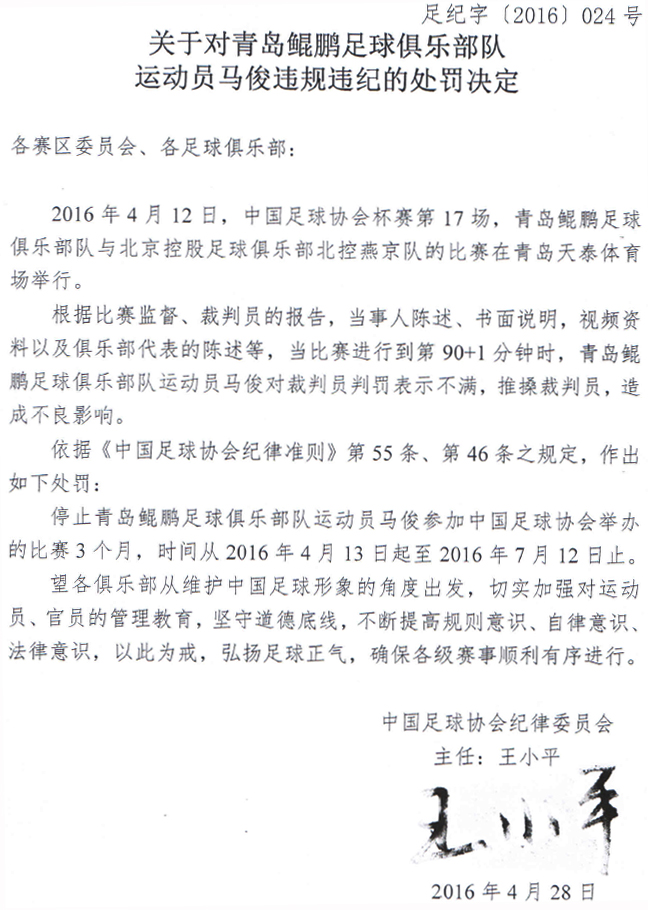 足纪字〔2016〕024 号
关于对青岛鲲鹏足球俱乐部队
运动员马俊违规违纪的处罚决定
各赛区委员会、各足球俱乐部：
2016 年 4 月 12 日，中国足球协会杯赛第 17 场，青岛鲲鹏足球
俱乐部队与北京控股足球俱乐部北控燕京队的比赛在青岛天泰体育
场举行。
根据比赛监督、裁判员的报告，当事人陈述、书面说明，视频资
料以及俱乐部代表的陈述等，当比赛进行到第 90+1 分钟时，青岛鲲
鹏足球俱乐部队运动员马俊对裁判员判罚表示不满，推搡裁判员，造
成不良影响。
依据《中国足球协会纪律准则》第 55 条、第 46 条之规定，作出
如下处罚：
停止青岛鲲鹏足球俱乐部队运动员马俊参加中国足球协会举办
的比赛 3 个月，时间从 2016 年 4 月 13 日起至 2016 年 7 月 12 日止。
望各俱乐部从维护中国足球形象的角度出发，切实加强对运动
员、官员的管理教育，坚守道德底线，不断提高规则意识、自律意识、
法律意识，以此为戒，弘扬足球正气，确保各级赛事顺利有序进行。
中国足球协会纪律委员会
主任：王小平
王小平
2016 年 4 月 28 日